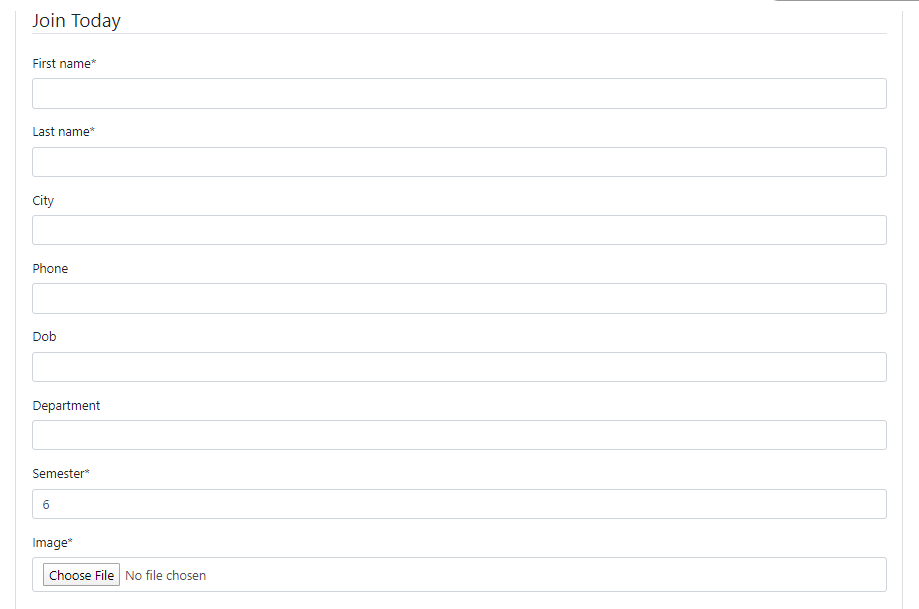 Join Today
First name*
Last name*
City
Phone
Dob
Department
Semester*
6
Image*
Choose File No file chosen